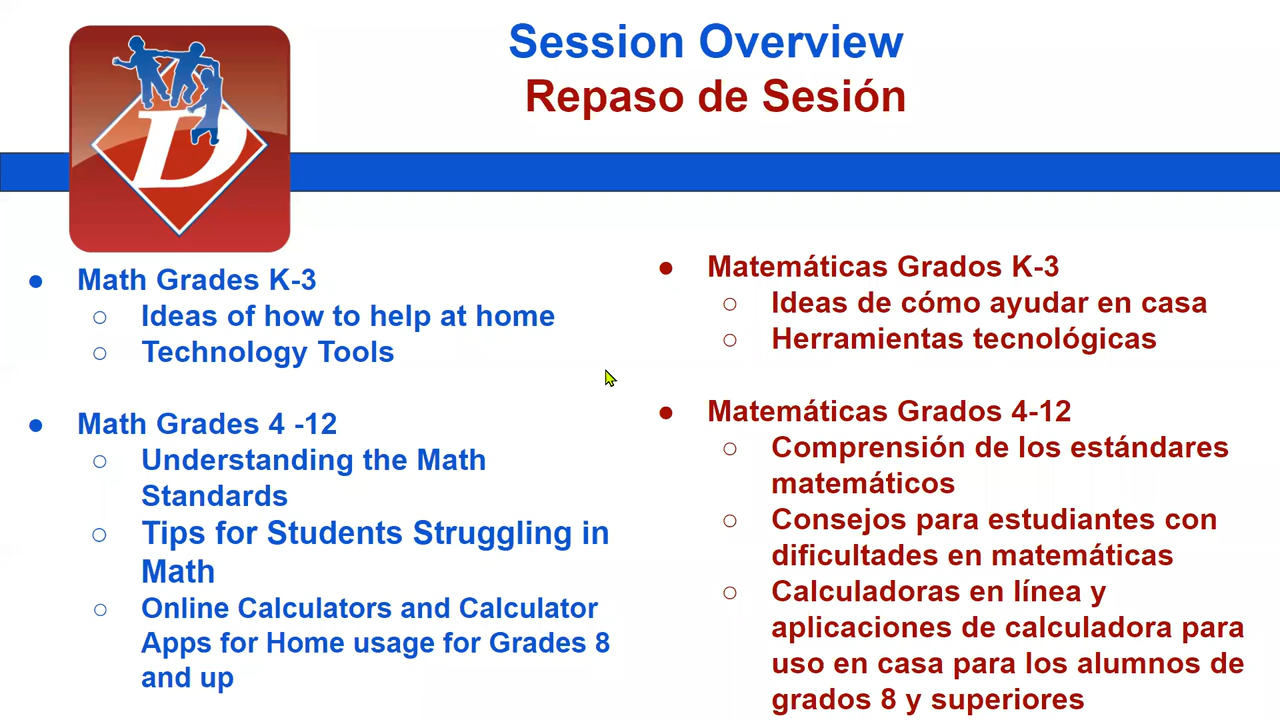 Session Overview
Repaso de Sesión
D
● Math Grades K-3
○ Ideas of how to help at home
○ Technology Tools
● Math Grades 4 -12
○ Understanding the Math
Standards
○ Tips for Students Struggling in
Math
○ Online Calculators and Calculator
Apps for Home usage for Grades 8
and up
● Matemáticas Grados K-3
○ Ideas de cómo ayudar en casa
○ Herramientas tecnológicas
● Matemáticas Grados 4-12
○ Comprensión de los estándares
matemáticos
○ Consejos para estudiantes con
dificultades en matemáticas
○ Calculadoras en línea y
aplicaciones de calculadora para
uso en casa para los alumnos de
grados 8 y superiores